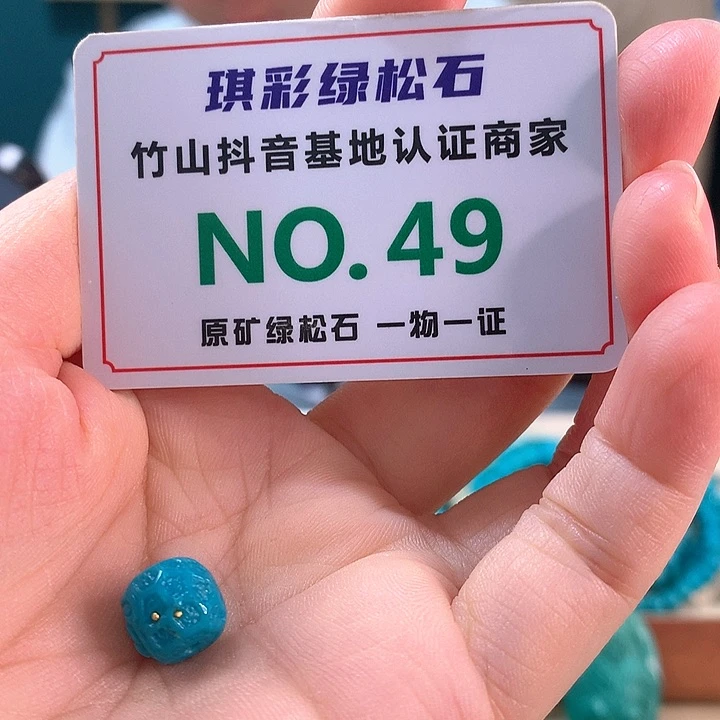 琪彩绿松石
竹山抖音基地认证商家
NO.49
原矿绿松石 一物一证